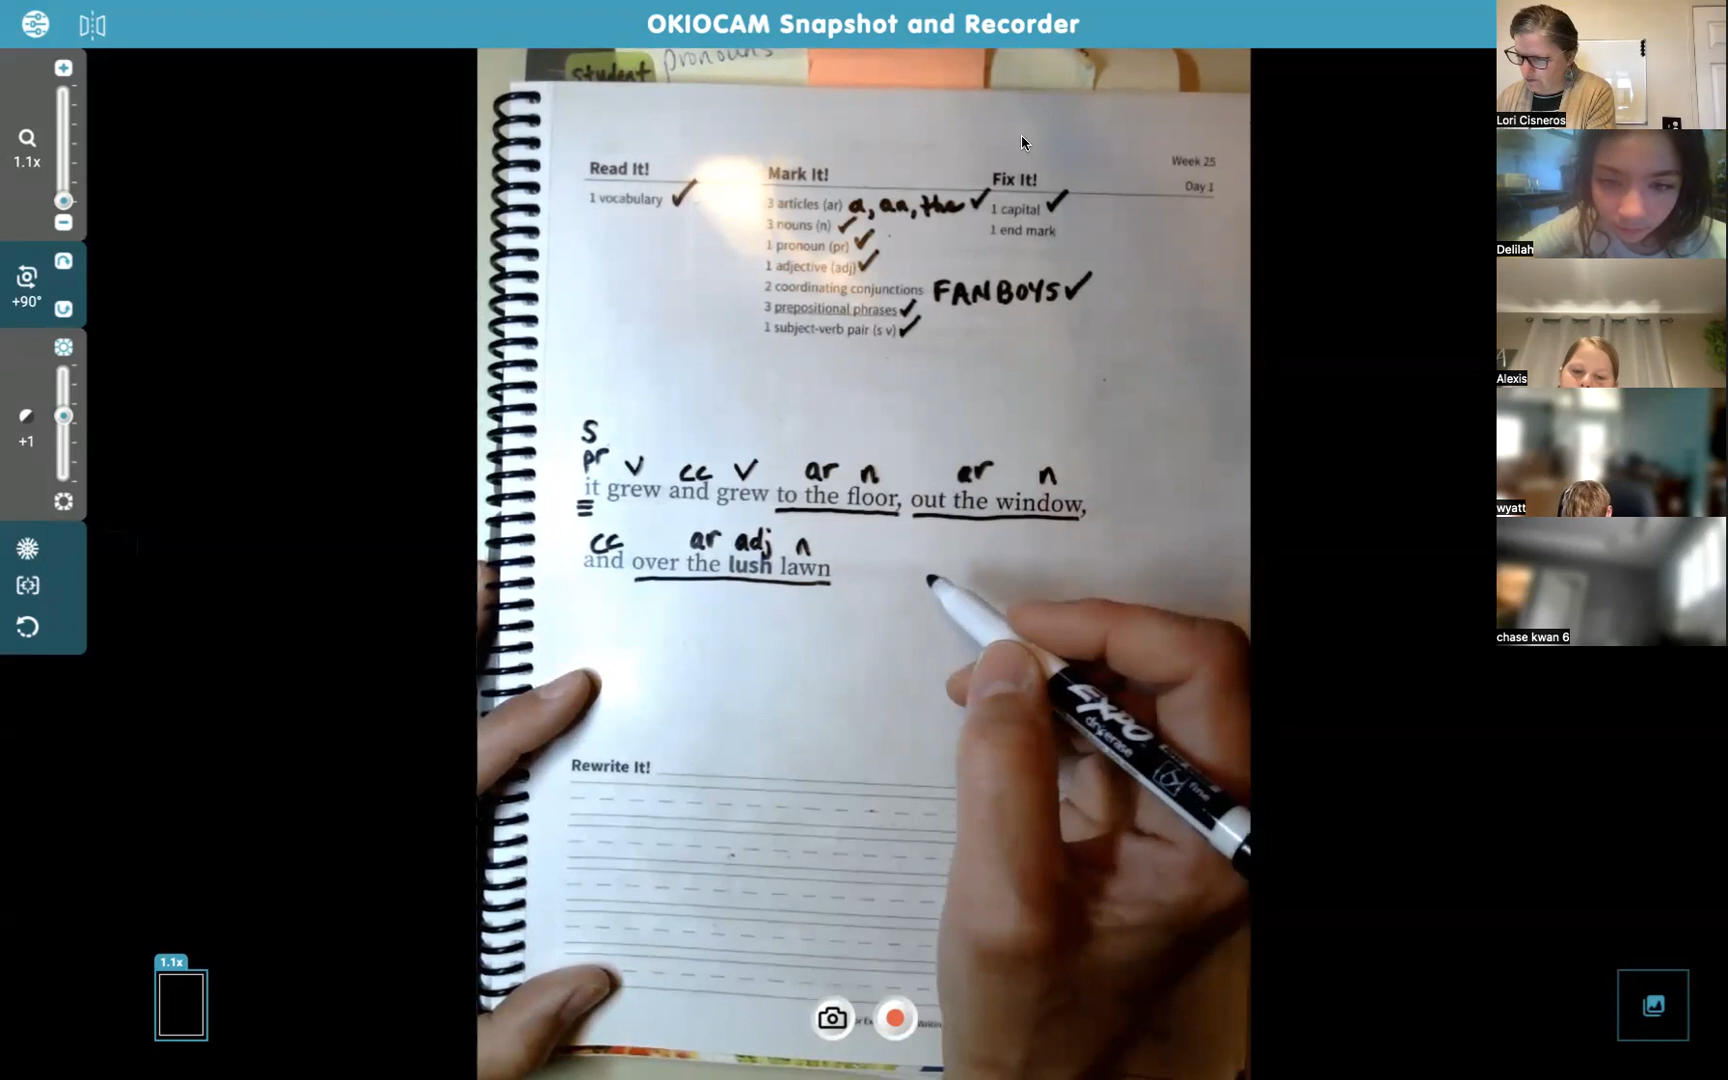 OKIOCAM Snapshot and Recorder
1.1x
+90°
+1
1.1x
student
pronouns
Week 25
Day 1
Read It!
1 vocabulary ✓
Mark It!
3 articles (ar) a, an, the ✓
3 nouns (n) ✓
1 pronoun (pr) ✓
1 adjective (adj) ✓
2 coordinating conjunctions FANBOYS ✓
3 prepositional phrases ✓
1 subject-verb pair (s v) ✓
Fix It!
1 capital ✓
1 end mark
S
pr v cc v ar n ar n
it grew and grew to the floor, out the window,
cc ar adj n
and over the lush lawn
Rewrite It!
EXPO
dry erase
fine
Lori Cisneros
Delilah
Alexis
wyatt
chase kwan 6